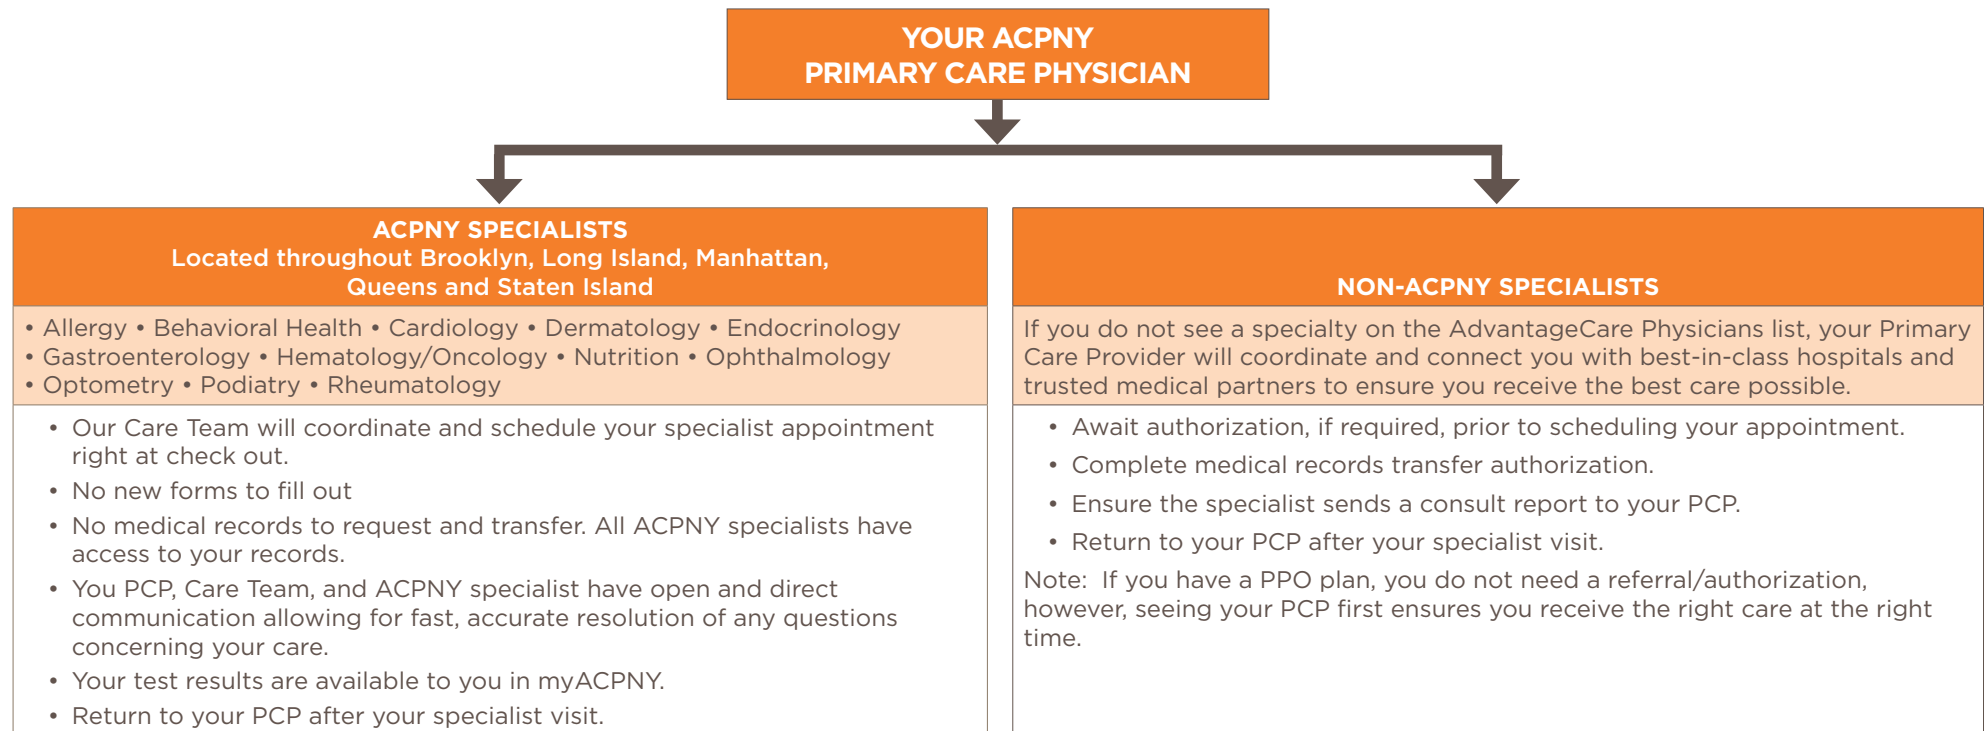 YOUR ACPNY
PRIMARY CARE PHYSICIAN
ACPNY SPECIALISTS
Located throughout Brooklyn, Long Island, Manhattan,
Queens and Staten Island
• Allergy • Behavioral Health • Cardiology • Dermatology • Endocrinology
• Gastroenterology • Hematology/Oncology • Nutrition • Ophthalmology
• Optometry • Podiatry • Rheumatology
• Our Care Team will coordinate and schedule your specialist appointment
right at check out.
• No new forms to fill out
• No medical records to request and transfer. All ACPNY specialists have
access to your records.
• You PCP, Care Team, and ACPNY specialist have open and direct
communication allowing for fast, accurate resolution of any questions
concerning your care.
• Your test results are available to you in myACPNY.
• Return to your PCP after your specialist visit.
NON-ACPNY SPECIALISTS
If you do not see a specialty on the AdvantageCare Physicians list, your Primary
Care Provider will coordinate and connect you with best-in-class hospitals and
trusted medical partners to ensure you receive the best care possible.
• Await authorization, if required, prior to scheduling your appointment.
• Complete medical records transfer authorization.
• Ensure the specialist sends a consult report to your PCP.
• Return to your PCP after your specialist visit.
Note:  If you have a PPO plan, you do not need a referral/authorization,
however, seeing your PCP first ensures you receive the right care at the right
time.